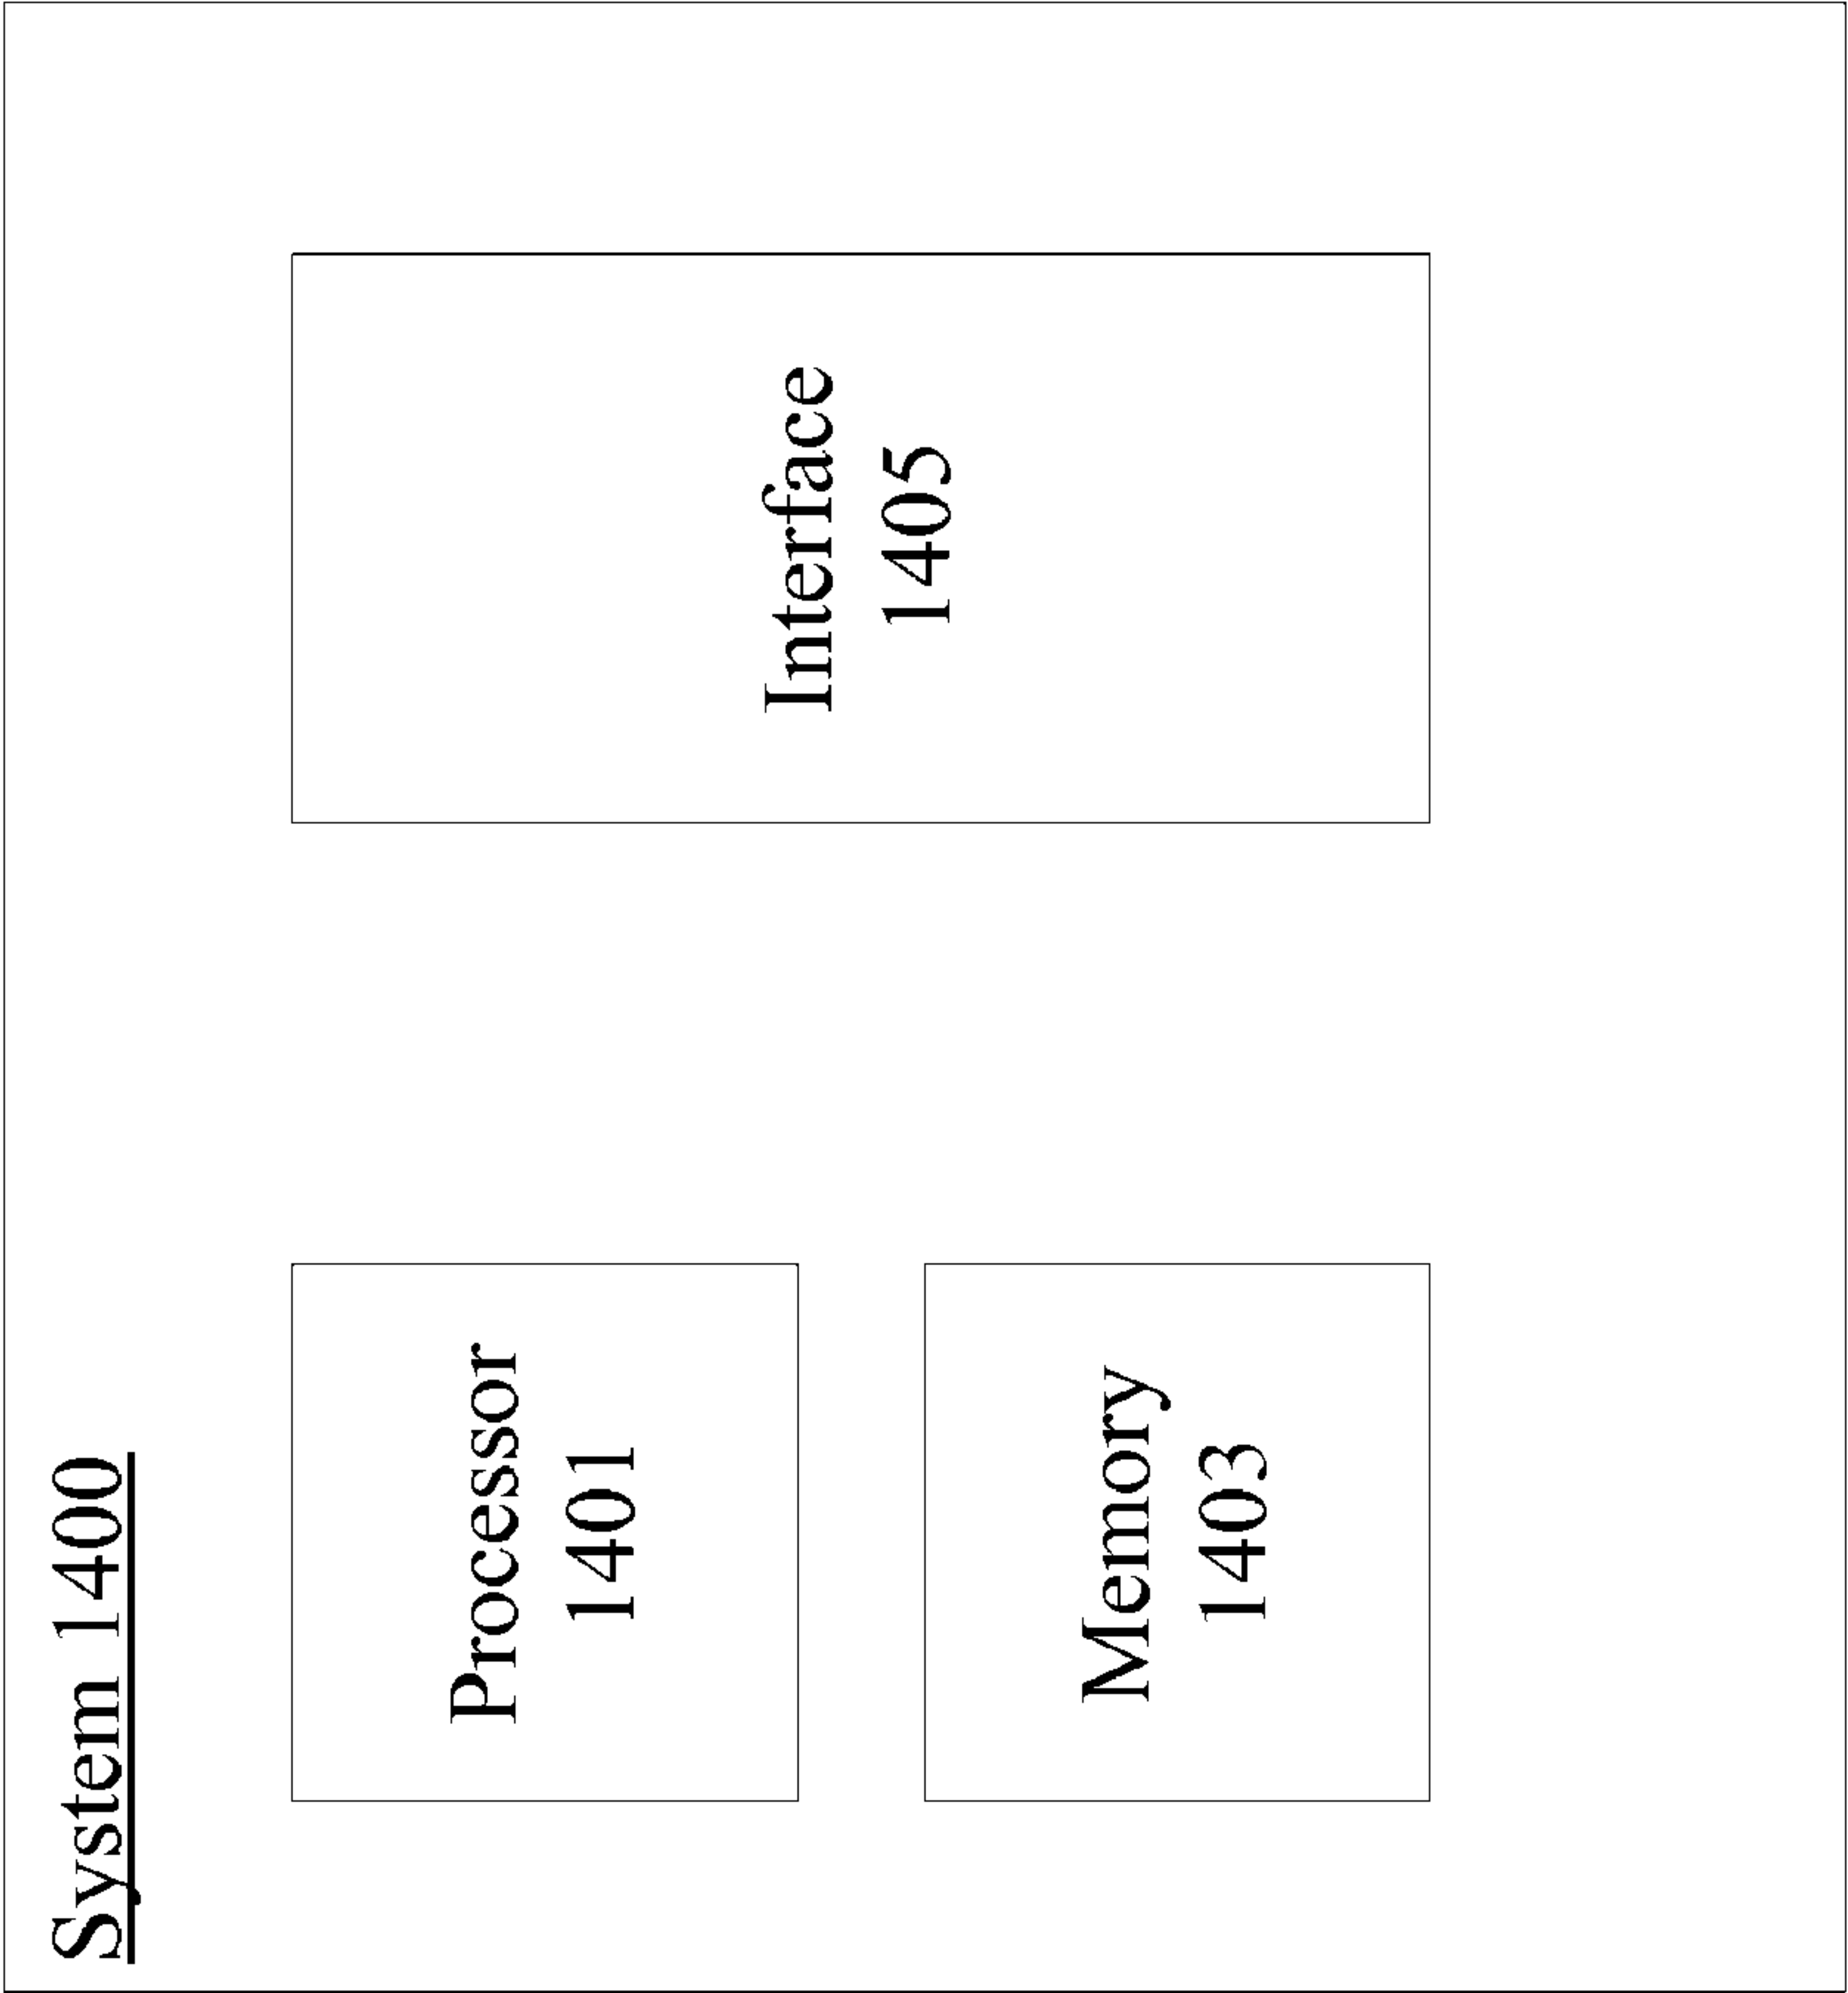 System 1400
Processor
1401
Memory
1403
Interface
1405